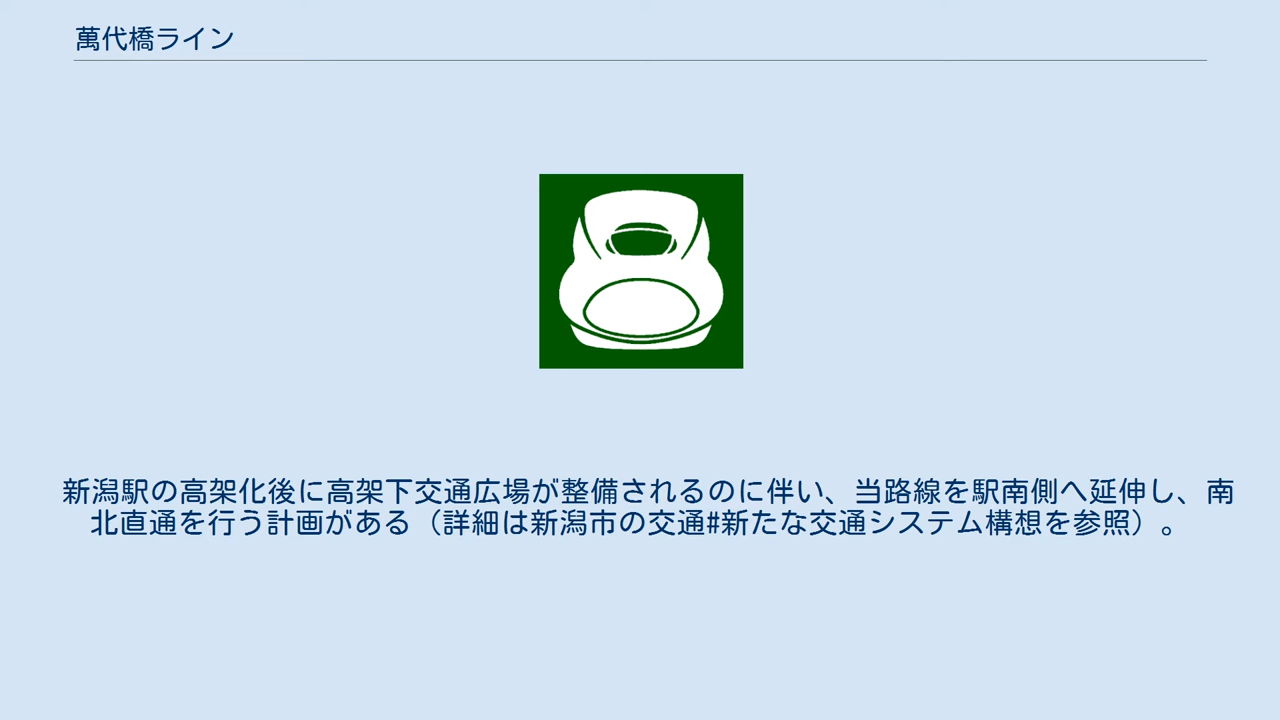 萬代橋ライン
新潟駅の高架化後に高架下交通広場が整備されるのに伴い、当路線を駅南側へ延伸し、南
北直通を行う計画がある（詳細は新潟市の交通#新たな交通システム構想を参照）。